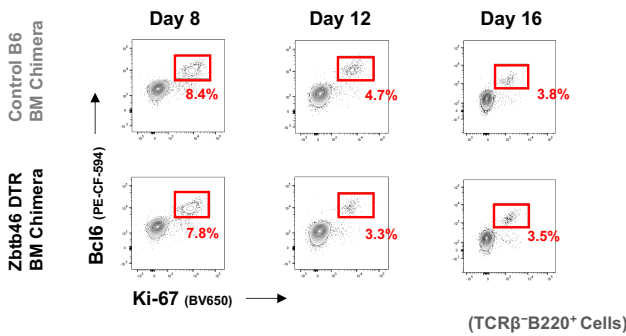 Day 8 Day 12 Day 16
Control B6
BM Chimera
8.4% 4.7% 3.8%
Zbtb46 DTR
BM Chimera
Bcl6 (PE-CF-594)
7.8% 3.3% 3.5%
Ki-67 (BV650)
(TCRβ⁻B220⁺ Cells)